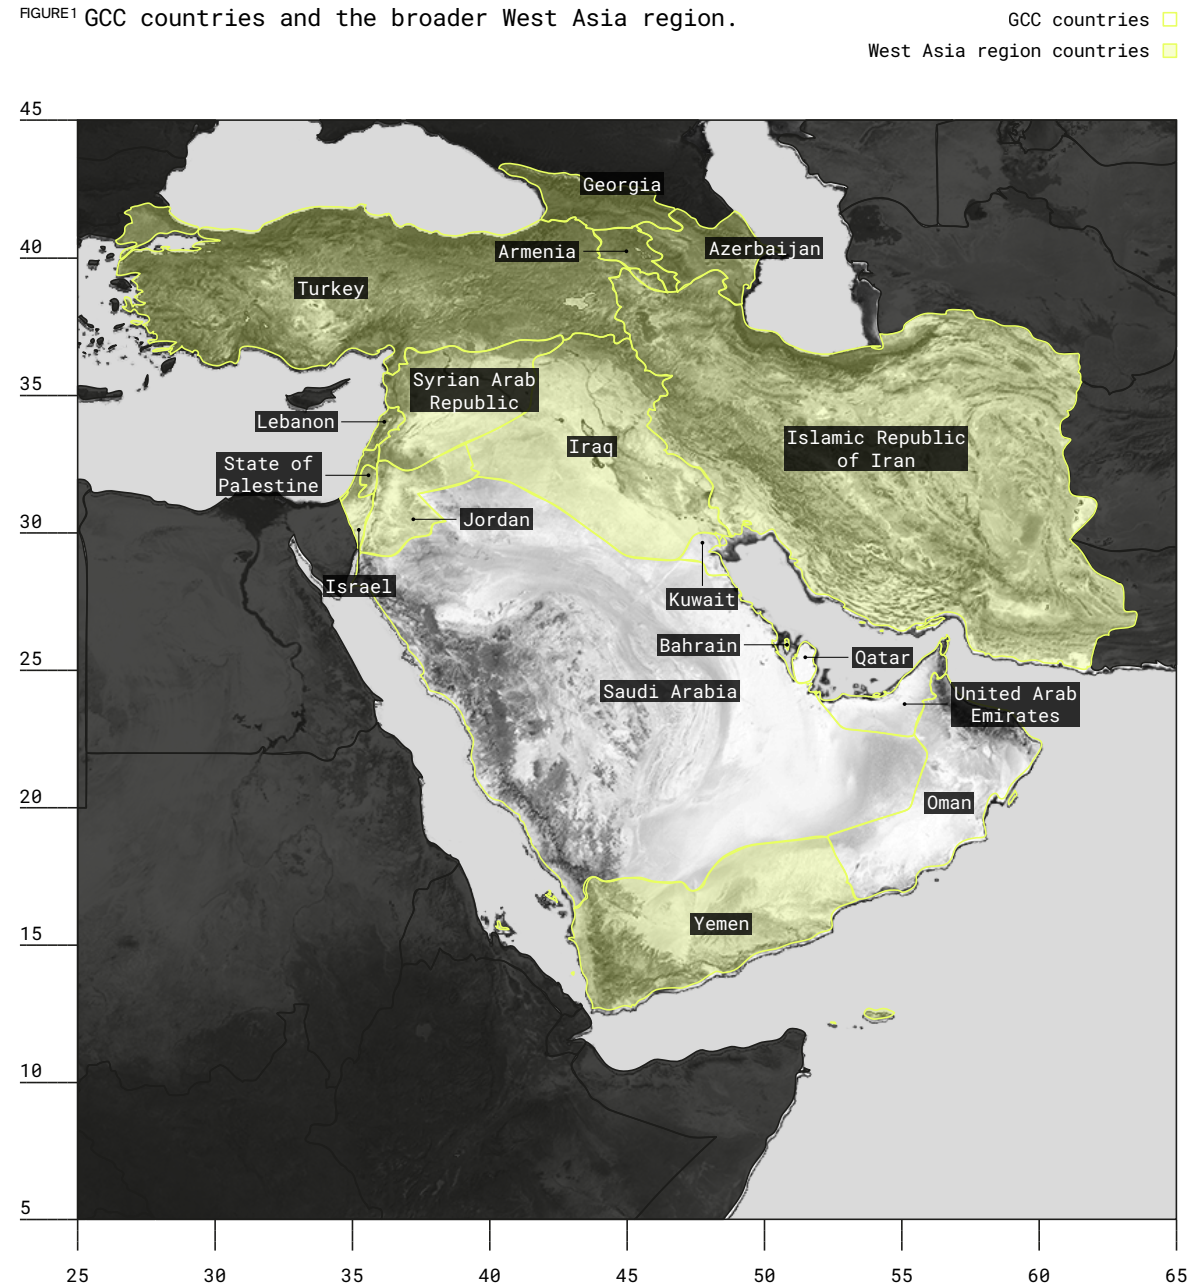 FIGURE1 GCC countries and the broader West Asia region.
GCC countries
West Asia region countries
45
40
35
30
25
20
15
10
5
Georgia
Armenia
Azerbaijan
Turkey
Syrian Arab
Republic
Lebanon
Iraq
Islamic Republic
of Iran
State of
Palestine
Jordan
Israel
Kuwait
Bahrain
Qatar
Saudi Arabia
United Arab
Emirates
Oman
Yemen
25
30
35
40
45
50
55
60
65